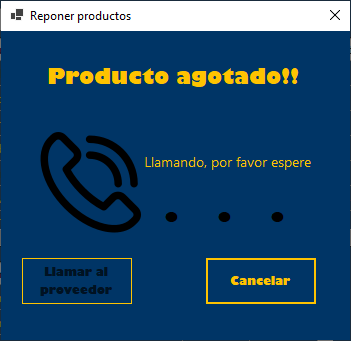 Reponer productos
Producto agotado!!
Llamando, por favor espere
. . .
Llamar al
proveedor
Cancelar